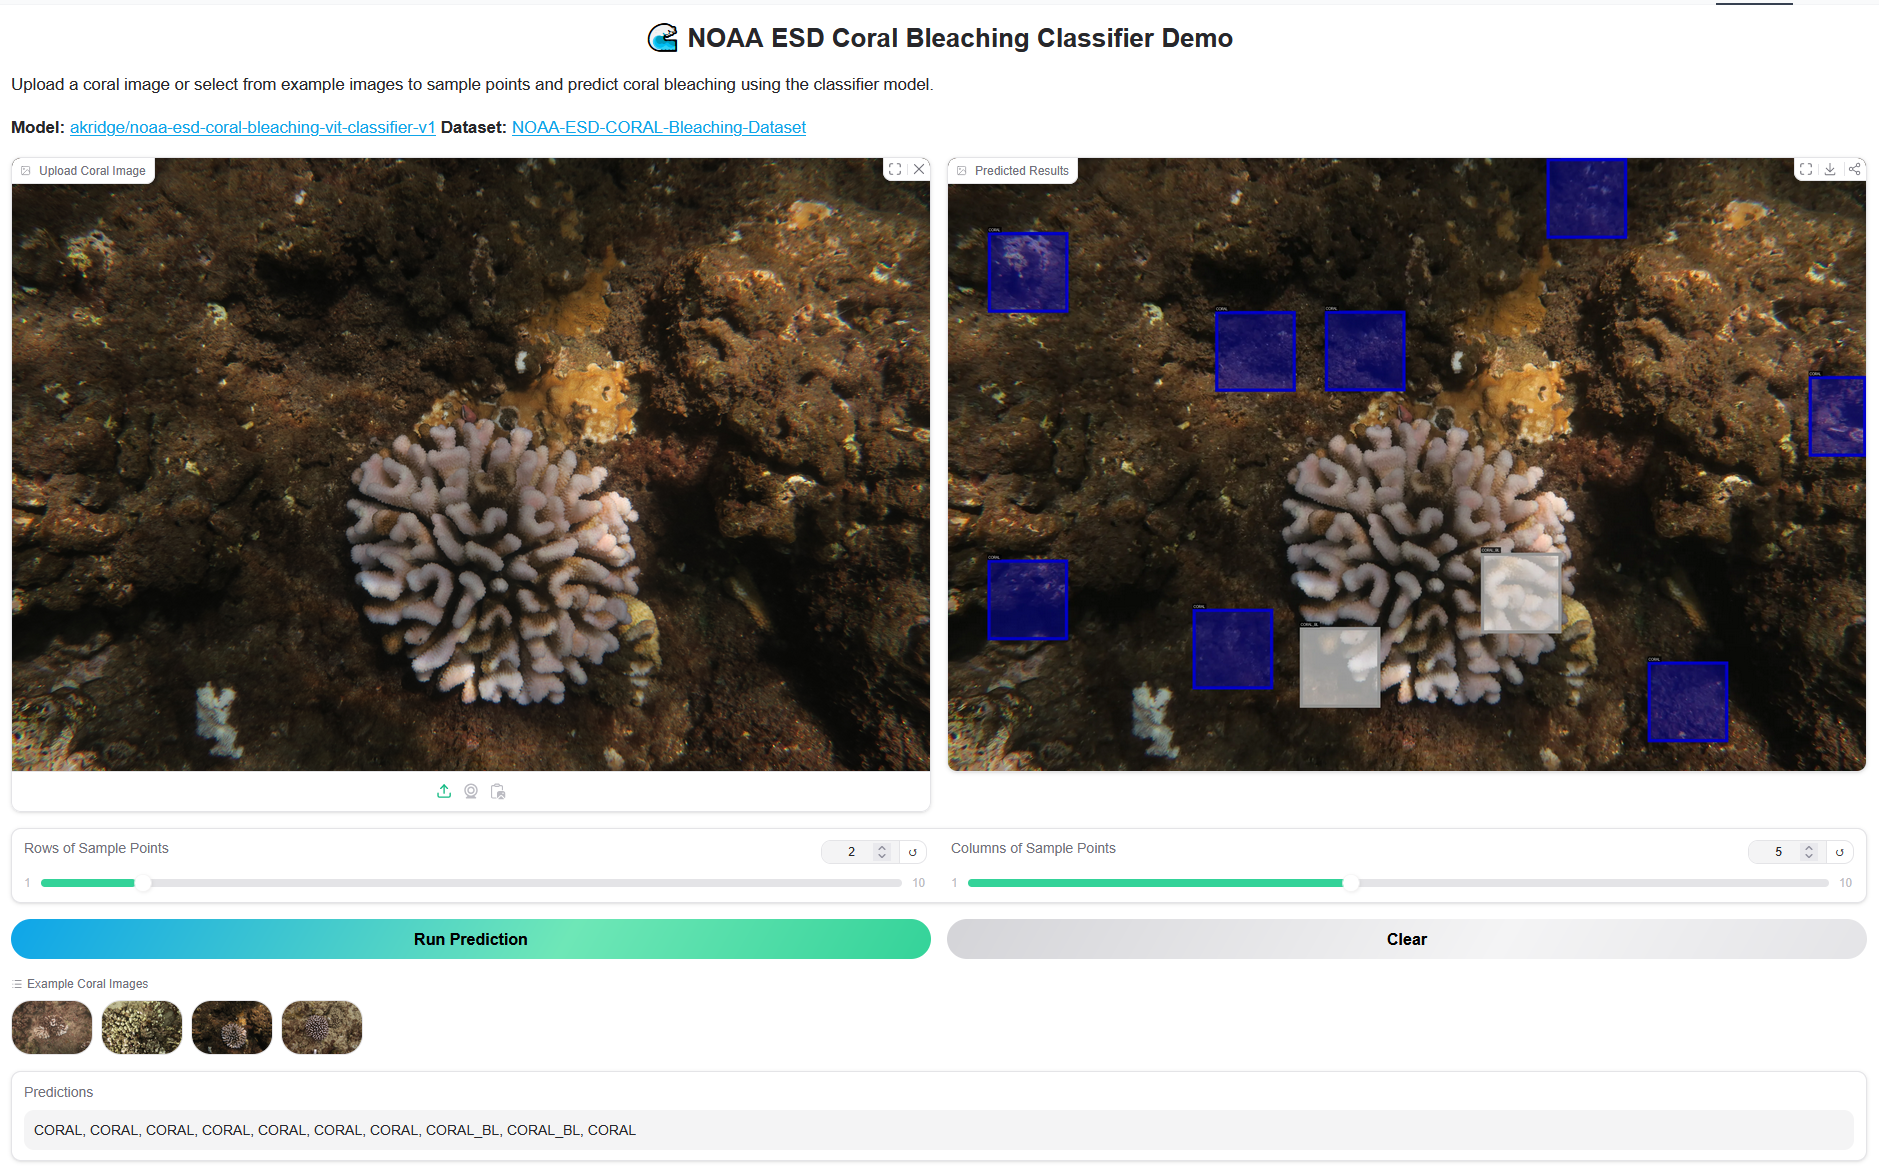 NOAA ESD Coral Bleaching Classifier Demo
Upload a coral image or select from example images to sample points and predict coral bleaching using the classifier model.
Model: akridge/noaa-esd-coral-bleaching-vit-classifier-v1 Dataset: NOAA-ESD-CORAL-Bleaching-Dataset
Upload Coral Image
Predicted Results
CORAL
CORAL
CORAL
CORAL
CORAL_BL
CORAL
CORAL
CORAL_BL
CORAL
Rows of Sample Points
2
1
10
Columns of Sample Points
5
1
10
Run Prediction
Clear
Example Coral Images
Predictions
CORAL, CORAL, CORAL, CORAL, CORAL, CORAL, CORAL, CORAL_BL, CORAL_BL, CORAL